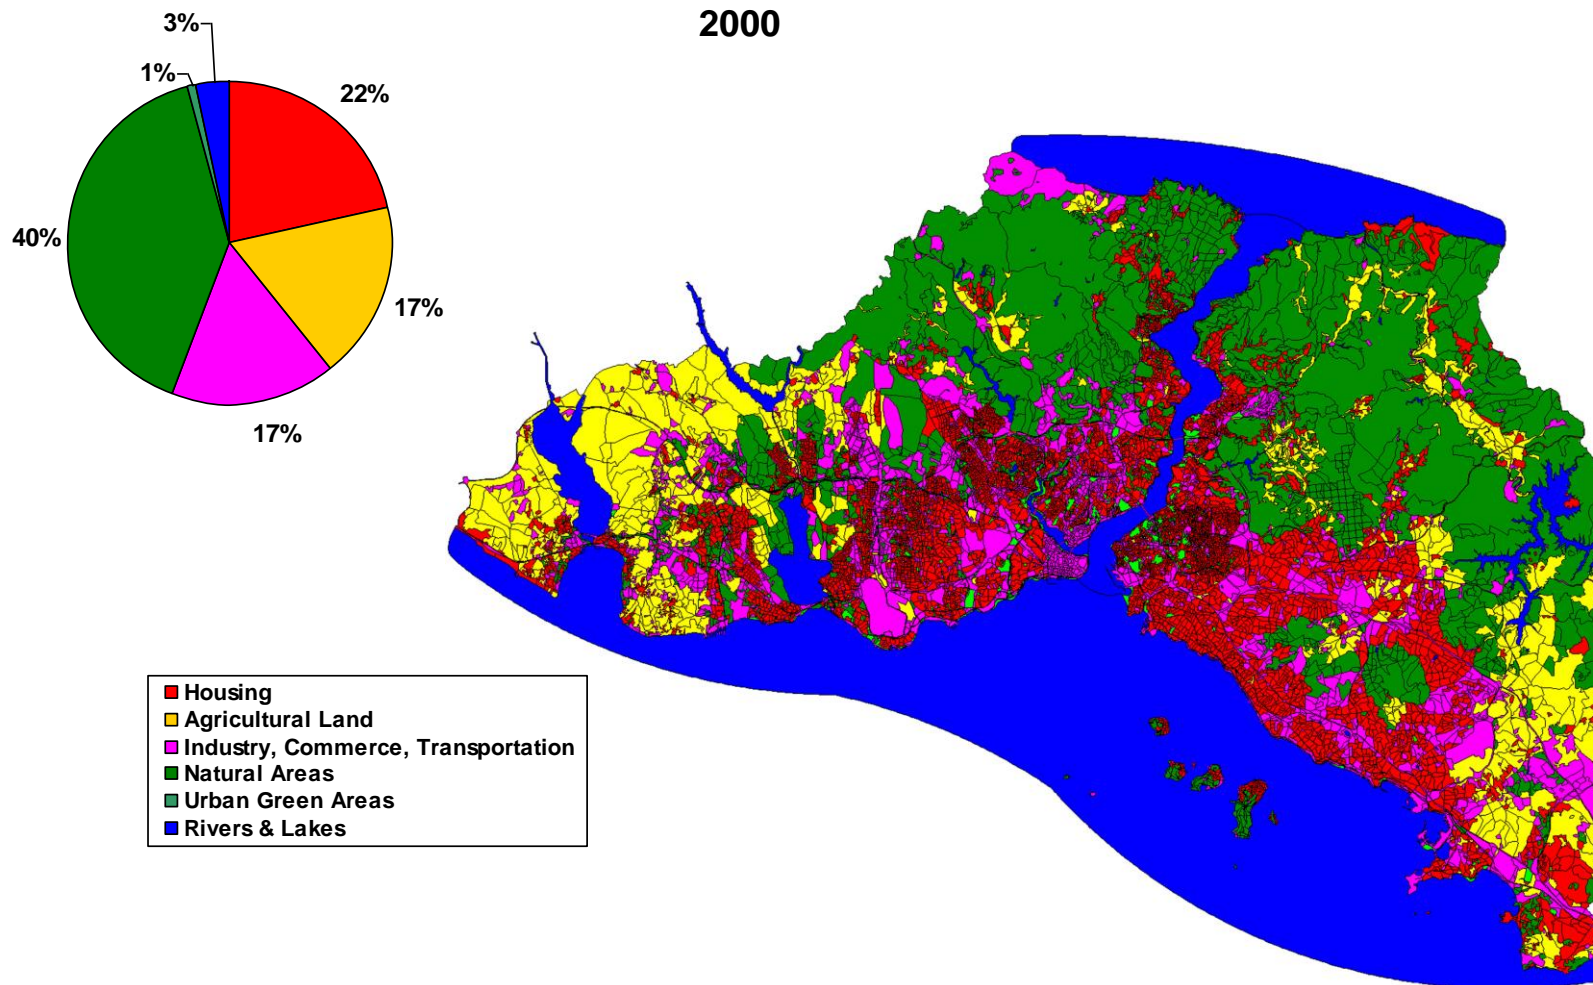 2000
3%
1%
22%
40%
17%
17%
Housing
Agricultural Land
Industry, Commerce, Transportation
Natural Areas
Urban Green Areas
Rivers & Lakes